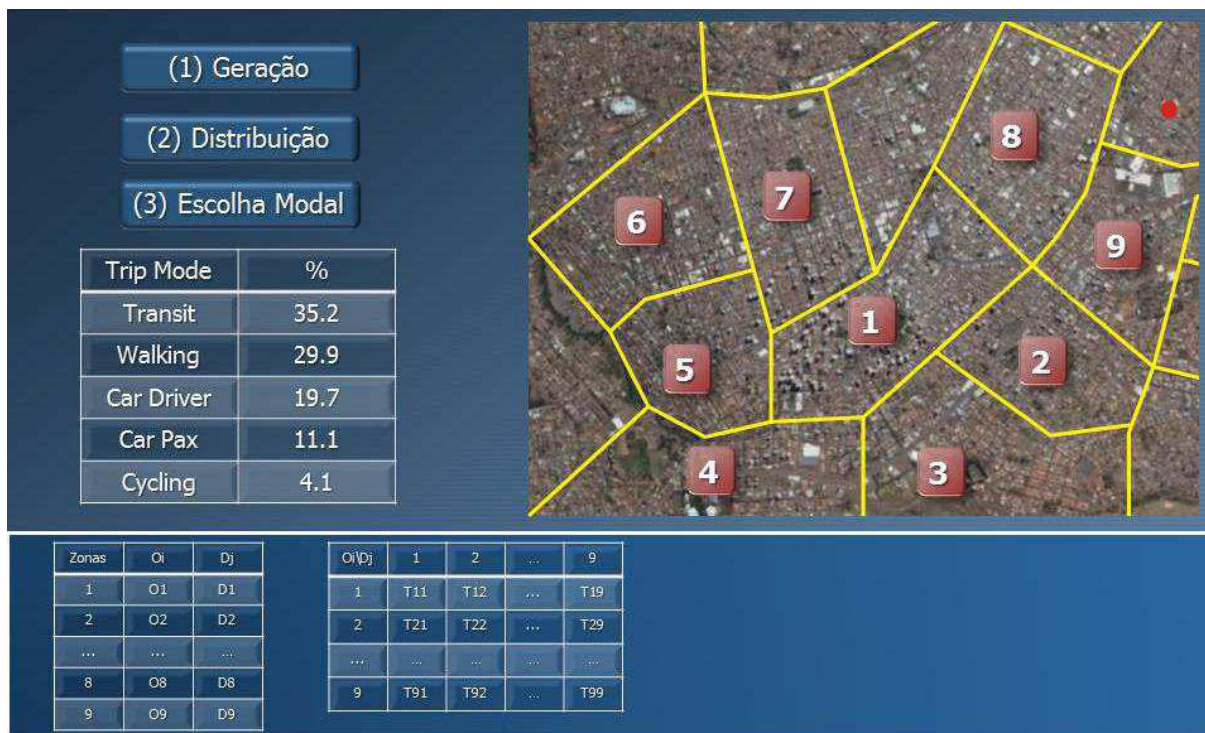 (1) Geração
(2) Distribuição
(3) Escolha Modal
Trip Mode %
Transit 35.2
Walking 29.9
Car Driver 19.7
Car Pax 11.1
Cycling 4.1
6
7
8
9
1
5
2
4
3
Zonas Oi Dj
1 O1 D1
2 O2 D2
... ... ...
8 O8 D8
9 O9 D9
Oi\Dj 1 2 ... 9
1 T11 T12 ... T19
2 T21 T22 ... T29
... ... ... ... ...
9 T91 T92 ... T99